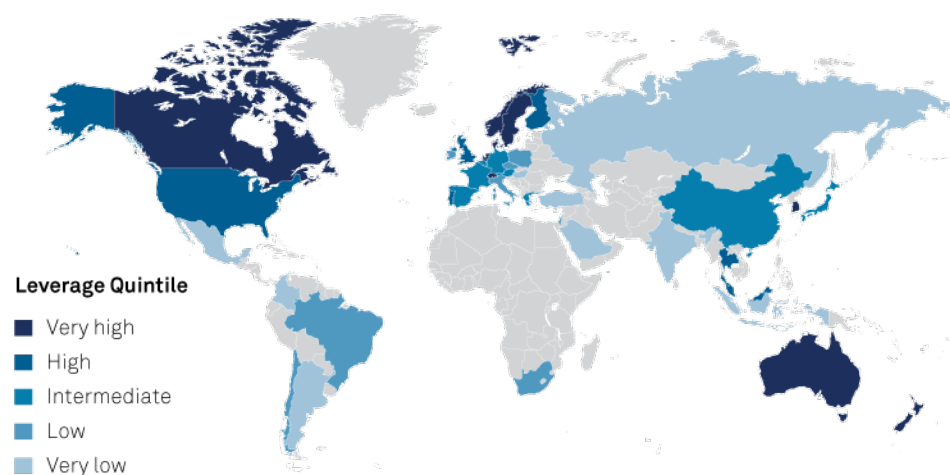 Leverage Quintile
Very high
High
Intermediate
Low
Very low